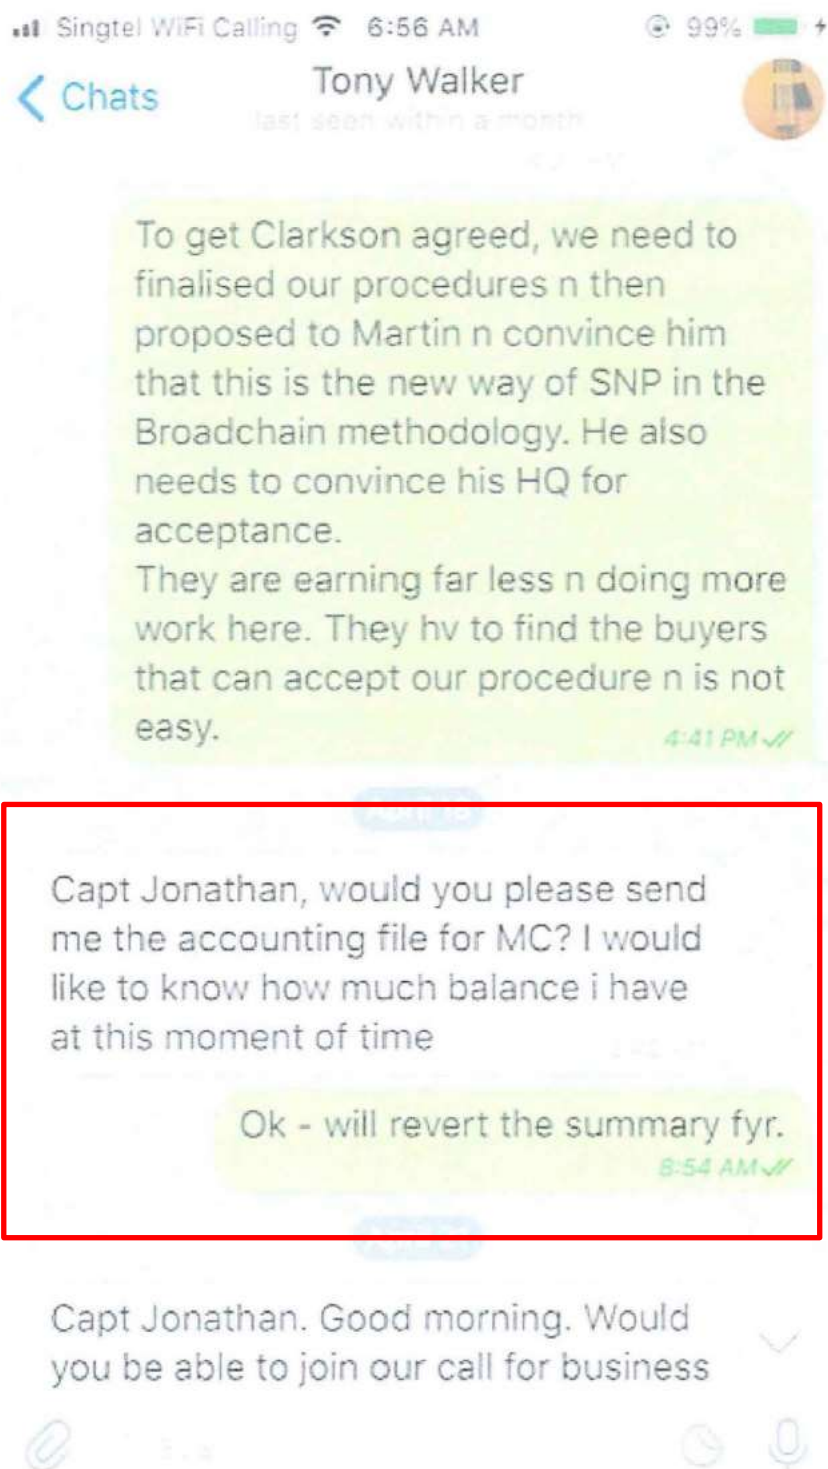 Singtel WiFi Calling 6:56 AM 99%
Chats
Tony Walker
last seen within a month
To get Clarkson agreed, we need to
finalised our procedures n then
proposed to Martin n convince him
that this is the new way of SNP in the
Broadchain methodology. He also
needs to convince his HQ for
acceptance.
They are earning far less n doing more
work here. They hv to find the buyers
that can accept our procedure n is not
easy.
4:41 PM
Capt Jonathan, would you please send
me the accounting file for MC? I would
like to know how much balance i have
at this moment of time
Ok - will revert the summary fyr.
8:54 AM
Capt Jonathan. Good morning. Would
you be able to join our call for business